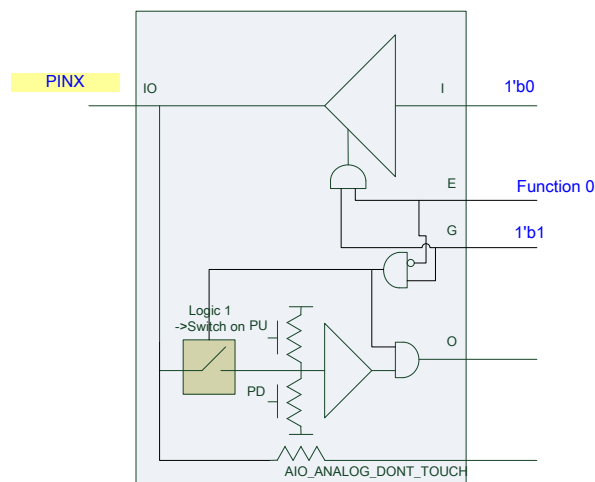 PINX
IO
I
1'b0
E
Function 0
G
1'b1
Logic 1
->Switch on
PU
O
PD
AIO_ANALOG_DONT_TOUCH